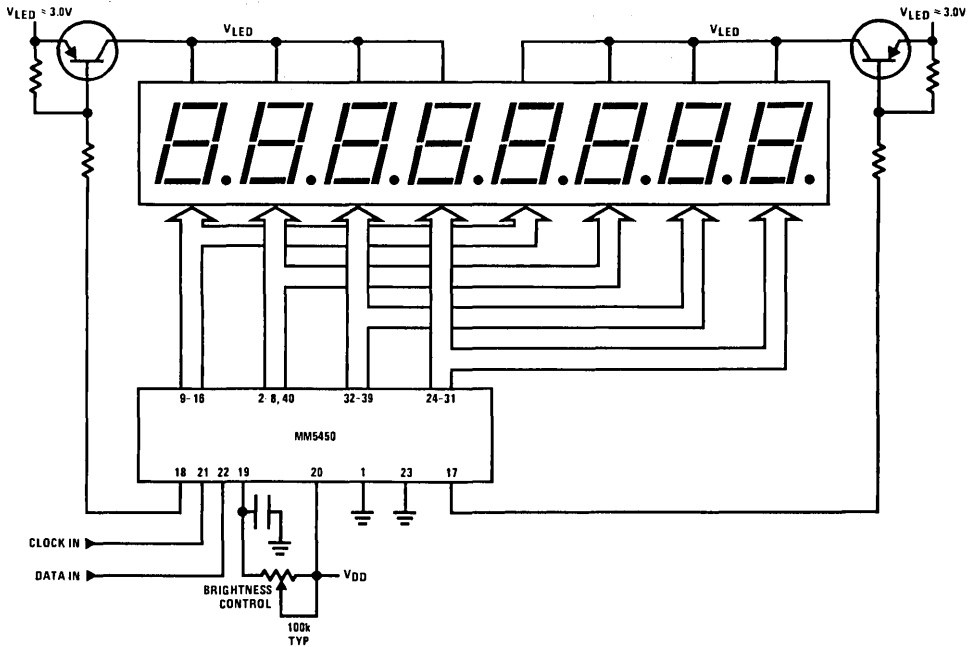 VLED ≈ 3.0V
VLED
VLED
VLED ≈ 3.0V
9-16
2-8, 40
32-39
24-31
MM5450
18
21
22
19
20
1
23
17
CLOCK IN
DATA IN
BRIGHTNESS
CONTROL
VDD
100k
TYP